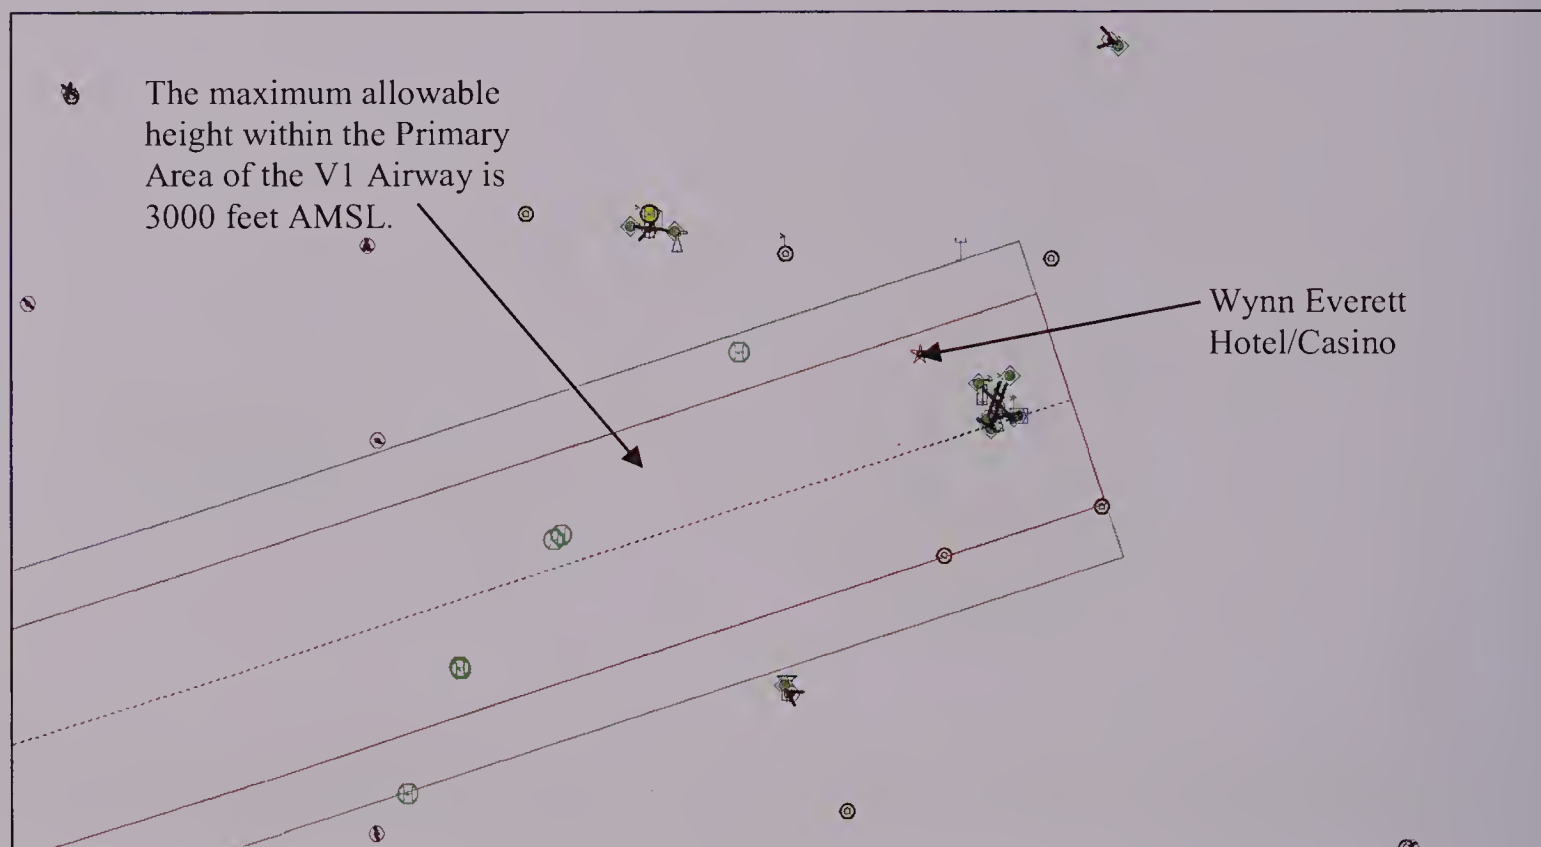 The maximum allowable
height within the Primary
Area of the V1 Airway is
3000 feet AMSL.
Wynn Everett
Hotel/Casino